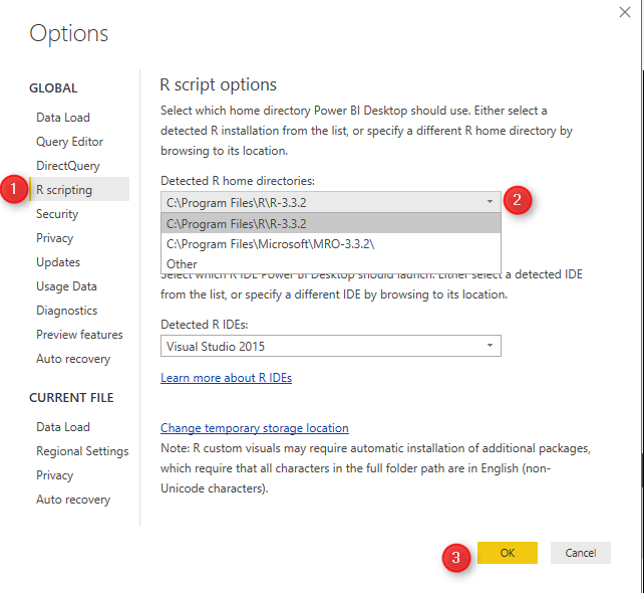 Options
GLOBAL
Data Load
Query Editor
DirectQuery
1
R scripting
Security
Privacy
Updates
Usage Data
Diagnostics
Preview features
Auto recovery
CURRENT FILE
Data Load
Regional Settings
Privacy
Auto recovery
R script options
Select which home directory Power BI Desktop should use. Either select a
detected R installation from the list, or specify a different R home directory by
browsing to its location.
Detected R home directories:
C:\Program Files\R\R-3.3.2
2
C:\Program Files\R\R-3.3.2
C:\Program Files\Microsoft\MRO-3.3.2\
Other
Select which R IDE Power BI Desktop should launch. Either select a detected IDE
from the list, or specify a different IDE by browsing to its location.
Detected R IDEs:
Visual Studio 2015
Learn more about R IDEs
Change temporary storage location
Note: R custom visuals may require automatic installation of additional packages,
which require that all characters in the full folder path are in English (non-
Unicode characters).
3
OK
Cancel